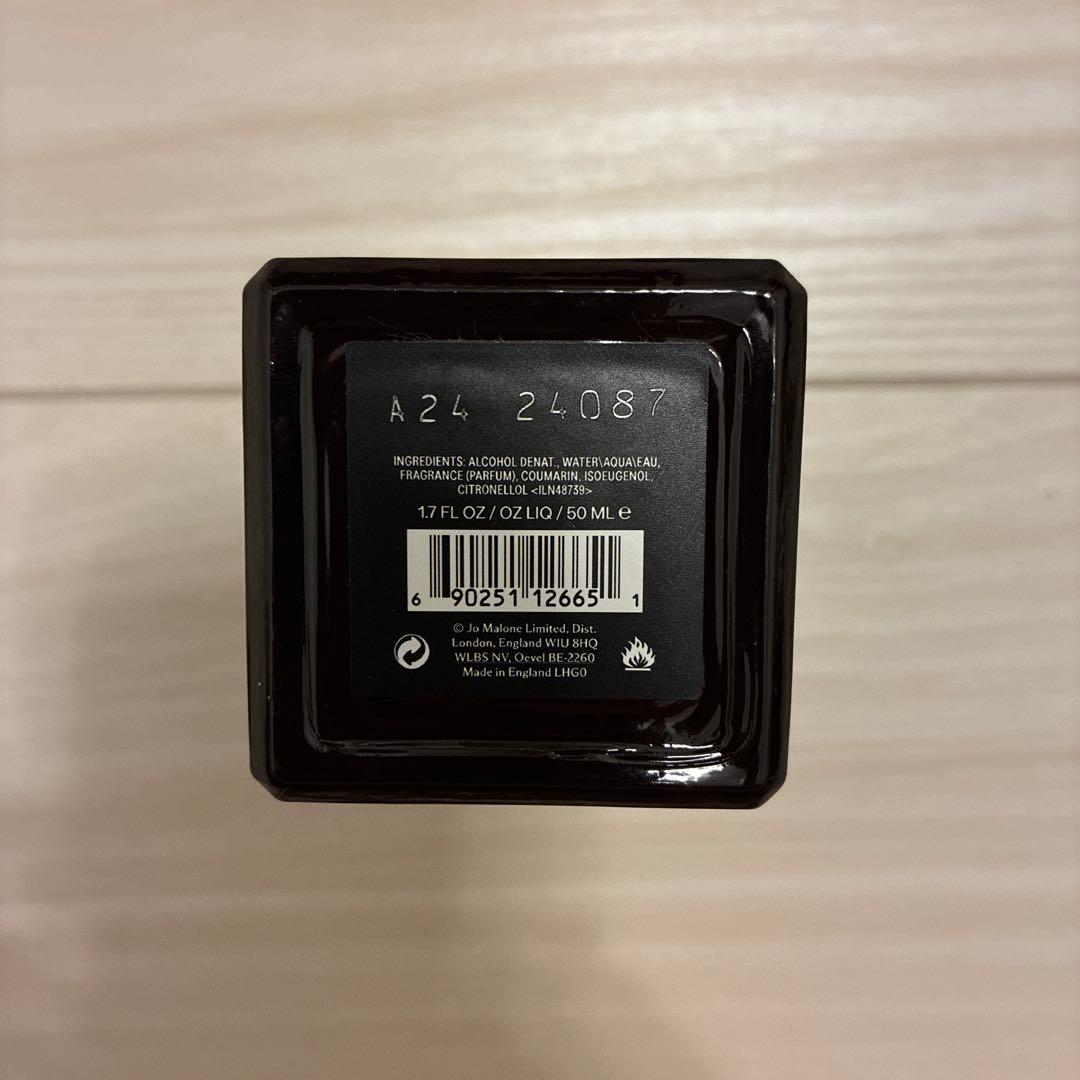 A24 24087
INGREDIENTS: ALCOHOL DENAT., WATER\AQUA\EAU,
FRAGRANCE (PARFUM), COUMARIN, ISOEUGENOL,
CITRONELLOL <ILN48739>
1.7 FL OZ / OZ LIQ / 50 ML e
6 90251 12665 1
© Jo Malone Limited, Dist.
London, England W1U 8HQ
WLBS NV, Oevel BE-2260
Made in England LHG0